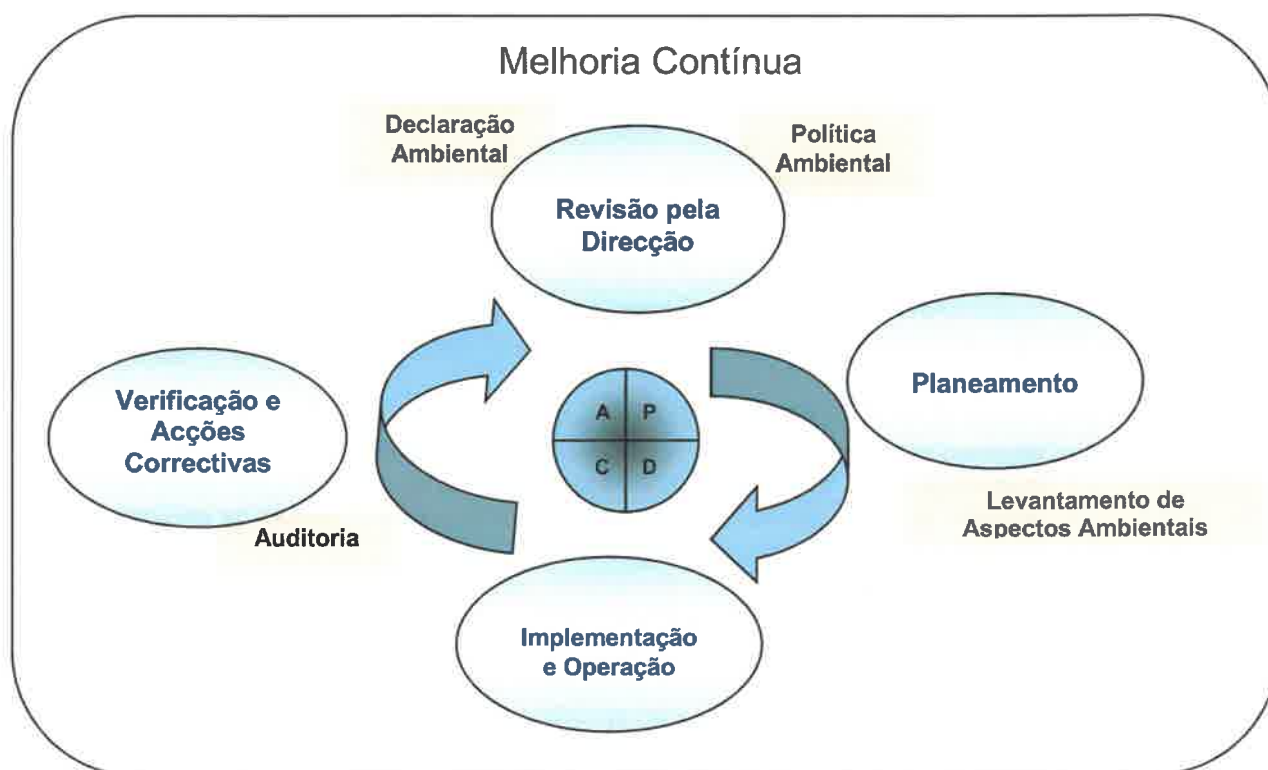 Melhoria Contínua
Declaração
Ambiental
Política
Ambiental
Revisão pela
Direcção
Planeamento
Verificação e
Acções
Correctivas
A P
C D
Levantamento de
Aspectos Ambientais
Auditoria
Implementação
e Operação